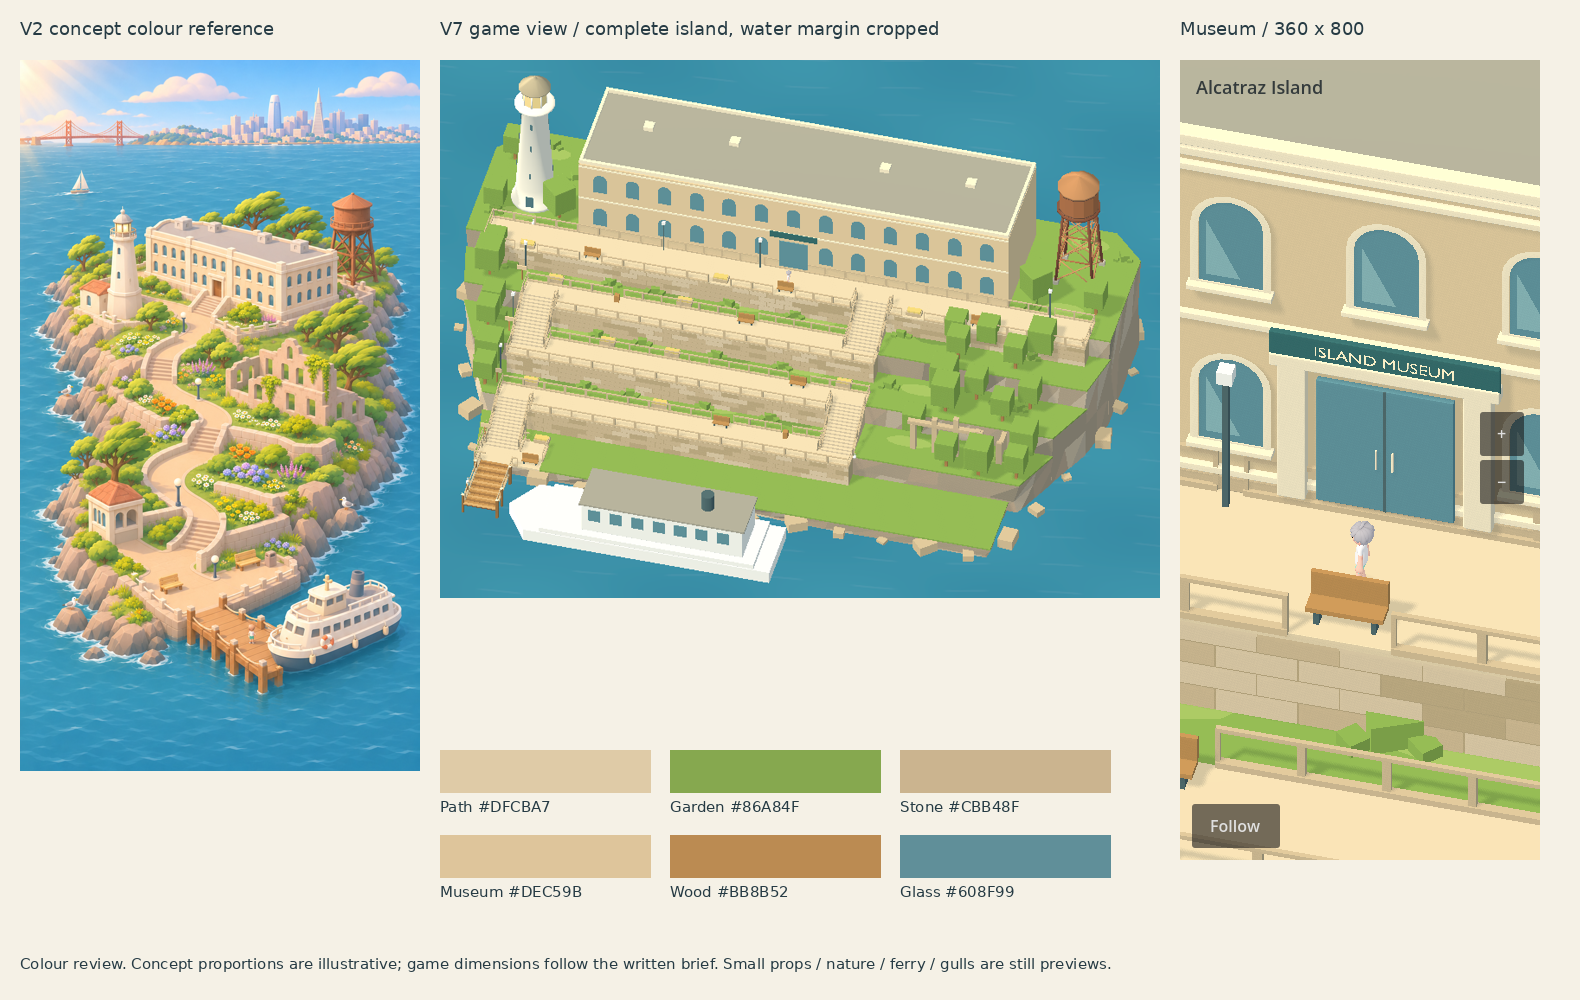 V2 concept colour reference
V7 game view / complete island, water margin cropped
Museum / 360 x 800
Alcatraz Island
ISLAND MUSEUM
+
−
Follow
Path #DFCBA7
Garden #86A84F
Stone #CBB48F
Museum #DEC59B
Wood #BB8B52
Glass #608F99
Colour review. Concept proportions are illustrative; game dimensions follow the written brief. Small props / nature / ferry / gulls are still previews.